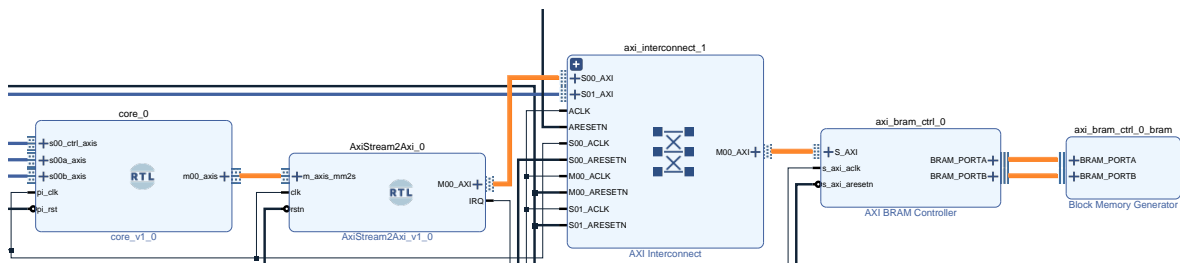 core_0
s00_ctrl_axis
s00a_axis
s00b_axis
pi_clk
pi_rst
m00_axis
RTL
core_v1_0
AxiStream2Axi_0
m_axis_mm2s
clk
rstn
M00_AXI
IRQ
RTL
AxiStream2Axi_v1_0
axi_interconnect_1
S00_AXI
S01_AXI
ACLK
ARESETN
S00_ACLK
S00_ARESETN
M00_ACLK
M00_ARESETN
S01_ACLK
S01_ARESETN
M00_AXI
AXI Interconnect
axi_bram_ctrl_0
S_AXI
s_axi_aclk
s_axi_aresetn
BRAM_PORTA
BRAM_PORTB
AXI BRAM Controller
axi_bram_ctrl_0_bram
BRAM_PORTA
BRAM_PORTB
Block Memory Generator